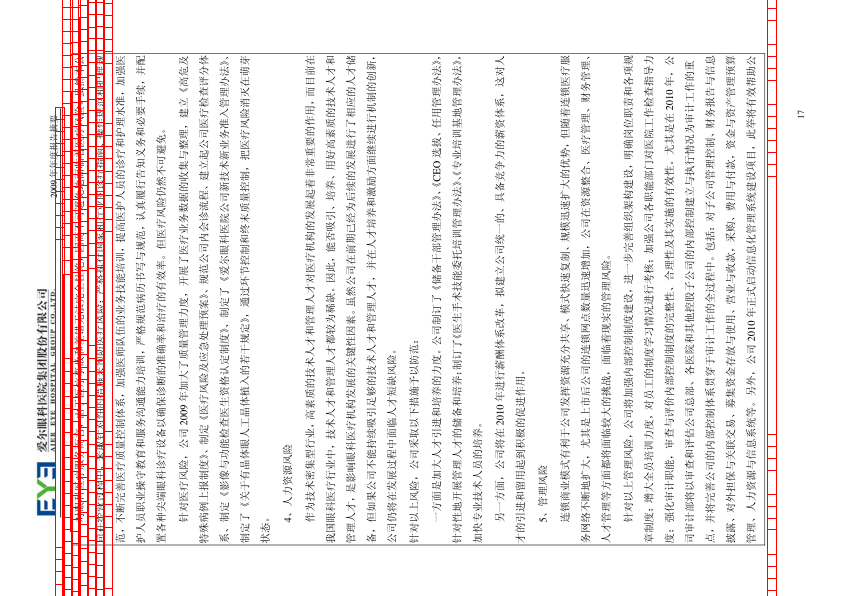 爱尔眼科医院集团股份有限公司
AIER EYE HOSPITAL GROUP CO.,LTD.
2009 年年度报告摘要
范，不断完善医疗质量控制体系，加强医师队伍的业务技能培训，提高医护人员的诊疗和护理水准，加强医
护人员职业操守教育和服务沟通能力培训，严格规范病历书写与规范，认真履行告知义务和必要手续，并配
置各种尖端眼科诊疗设备以确保诊断的准确率和治疗的有效率。但医疗风险仍然不可避免。
针对医疗风险，公司 2009 年加大了质量管理力度，开展了医疗业务数据的收集与整理，建立《高危及
特殊病例上报制度》、制定《医疗风险及应急处理预案》、规范公司内会诊流程、建立起公司医疗检查评分体
系、制定《影像与功能检查医生资格认定制度》、制定了《爱尔眼科医院公司新技术新业务准入管理办法》、
制定了《关于有晶体眼人工晶体植入的若干规定》，通过环节控制和终末质量控制，把医疗风险消灭在萌芽
状态。
4、人力资源风险
作为技术密集型行业，高素质的技术人才和管理人才对医疗机构的发展起着非常重要的作用，而目前在
我国眼科医疗行业中，技术人才和管理人才都较为稀缺。因此，能否吸引、培养、用好高素质的技术人才和
管理人才，是影响眼科医疗机构发展的关键性因素。虽然公司在前期已经为后续的发展进行了相应的人才储
备，但如果公司不能持续吸引足够的技术人才和管理人才，并在人才培养和激励方面继续进行机制的创新，
公司仍将在发展过程中面临人才短缺风险。
针对以上风险，公司采取以下措施予以防范：
一方面是加大人才引进和培养的力度。公司制订了《储备干部管理办法》、《CEO 选拔、任用管理办法》，
针对性地开展管理人才的储备和培养；制订了《医生手术技能委托培训管理办法》、《专业培训基地管理办法》，
加快专业技术人员的培养。
另一方面，公司将在 2010 年进行薪酬体系改革，拟建立公司统一的、具备竞争力的薪资体系，这对人
才的引进和留用起到积极的促进作用。
5、管理风险
连锁商业模式有利于公司发挥资源充分共享、模式快速复制、规模迅速扩大的优势，但随着连锁医疗服
务网络不断地扩大，尤其是上市后公司的连锁网点数量迅速增加，公司在资源整合、医疗管理、财务管理、
人才管理等方面都将面临较大的挑战，面临着现实的管理风险。
针对以上管理风险，公司将加强内部控制制度建设，进一步完善组织架构建设，明确岗位职责和各项规
章制度；增大全员培训力度，对员工的制度学习情况进行考核；加强公司各职能部门对医院工作检查指导力
度；强化审计职能，审查与评价内部控制制度的完整性、合理性及其实施的有效性，尤其是在 2010 年，公
司审计部将以审查和评估公司总部、各医院和其他控股子公司的内部控制建立与执行情况为审计工作的重
点，并将完善公司的内部控制体系贯穿于审计工作的全过程中。包括：对子公司管理控制、财务报告与信息
披露、对外担保与关联交易、募集资金存放与使用、营业与收款、采购、费用与付款、资金与资产管理预算
管理、人力资源与信息系统等。另外，公司 2010 年正式启动信息化管理系统建设项目，此举将有效帮助公
17